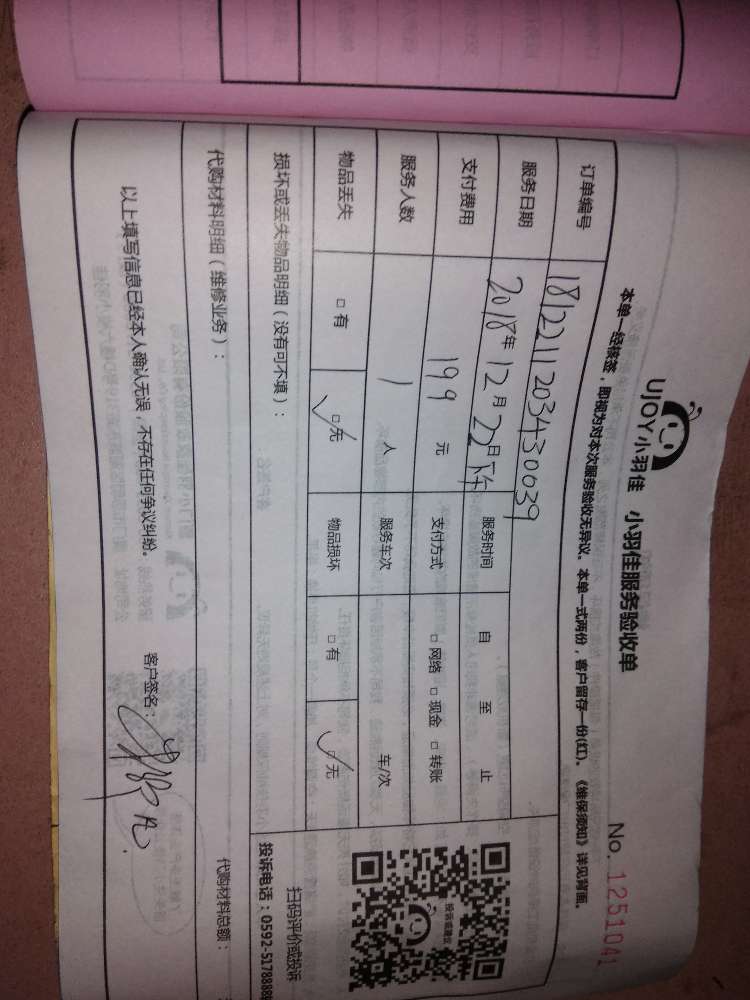 UJOY小羽佳 小羽佳服务验收单
No. 1251041
本单一经核签，即视为对本次服务验收无异议。本单一式两份，客户留存一份(红)。《维保须知》详见背面。
订单编号 1812211203430039
服务日期 2018年12月22日下午 服务时间 自 至 止
支付费用 199 元 支付方式 □网络 □现金 □转账
服务人数 1 人 服务车次 车/次
物品丢失 □有 □无 物品损坏 □有 □无
损坏或丢失物品明细（没有可不填）：
扫码评价或投诉
投诉电话：0592-5178888
代购材料明细（维修业务）：
代购材料总额：
以上填写信息已经本人确认无误，不存在任何争议纠纷。 客户签名：